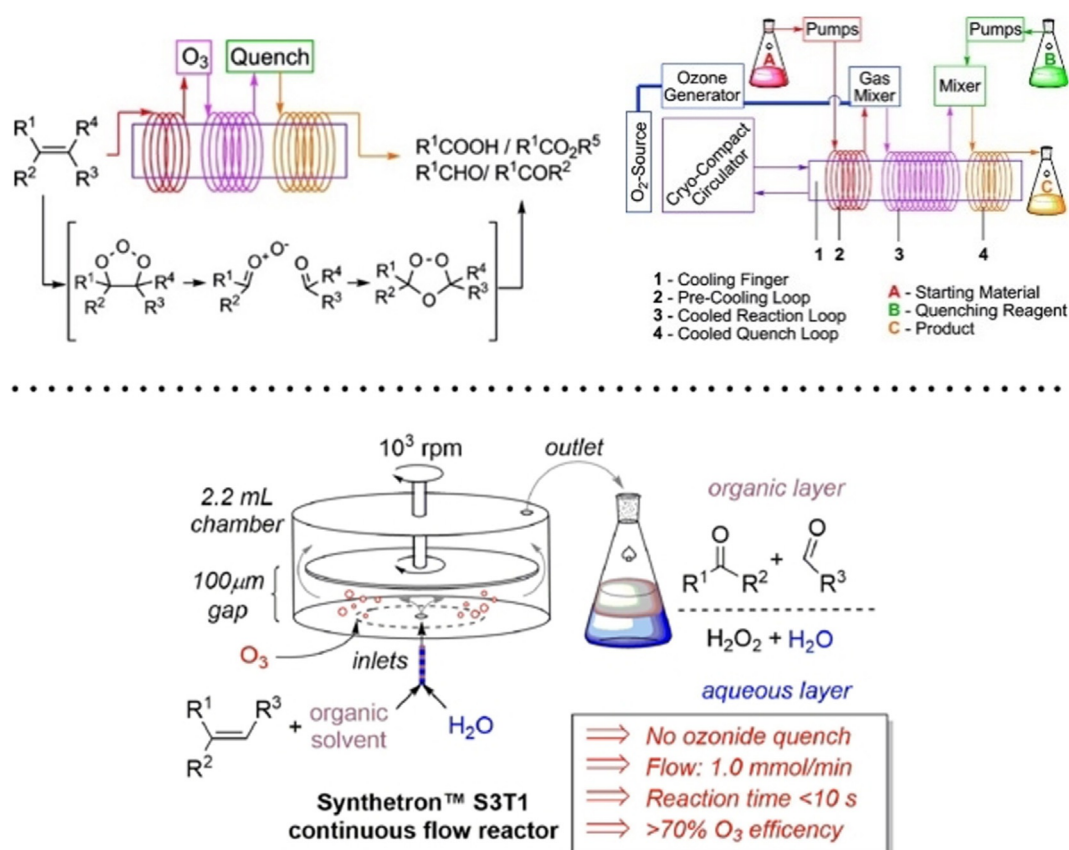 O3
Quench
R1
R4
R2
R3
R1COOH / R1CO2R5
R1CHO/ R1COR2
O
O
O
R1
R4
R2
R3
O+
O-
R1
R2
O
R4
R3
O-O
R1
R4
R2
O
R3
Pumps
Pumps
A
B
Ozone
Generator
Gas
Mixer
Mixer
O2-Source
Cryo-Compact
Circulator
C
1
2
3
4
1 - Cooling Finger
2 - Pre-Cooling Loop
3 - Cooled Reaction Loop
4 - Cooled Quench Loop
A - Starting Material
B - Quenching Reagent
C - Product
103 rpm
outlet
2.2 mL
chamber
organic layer
100µm
gap
O
R1
R2
+
O
R3
O3
inlets
H2O2 + H2O
aqueous layer
R1
R3
R2
+
organic
solvent
H2O
Synthetron™ S3T1
continuous flow reactor
⇒ No ozonide quench
⇒ Flow: 1.0 mmol/min
⇒ Reaction time <10 s
⇒ >70% O3 efficency